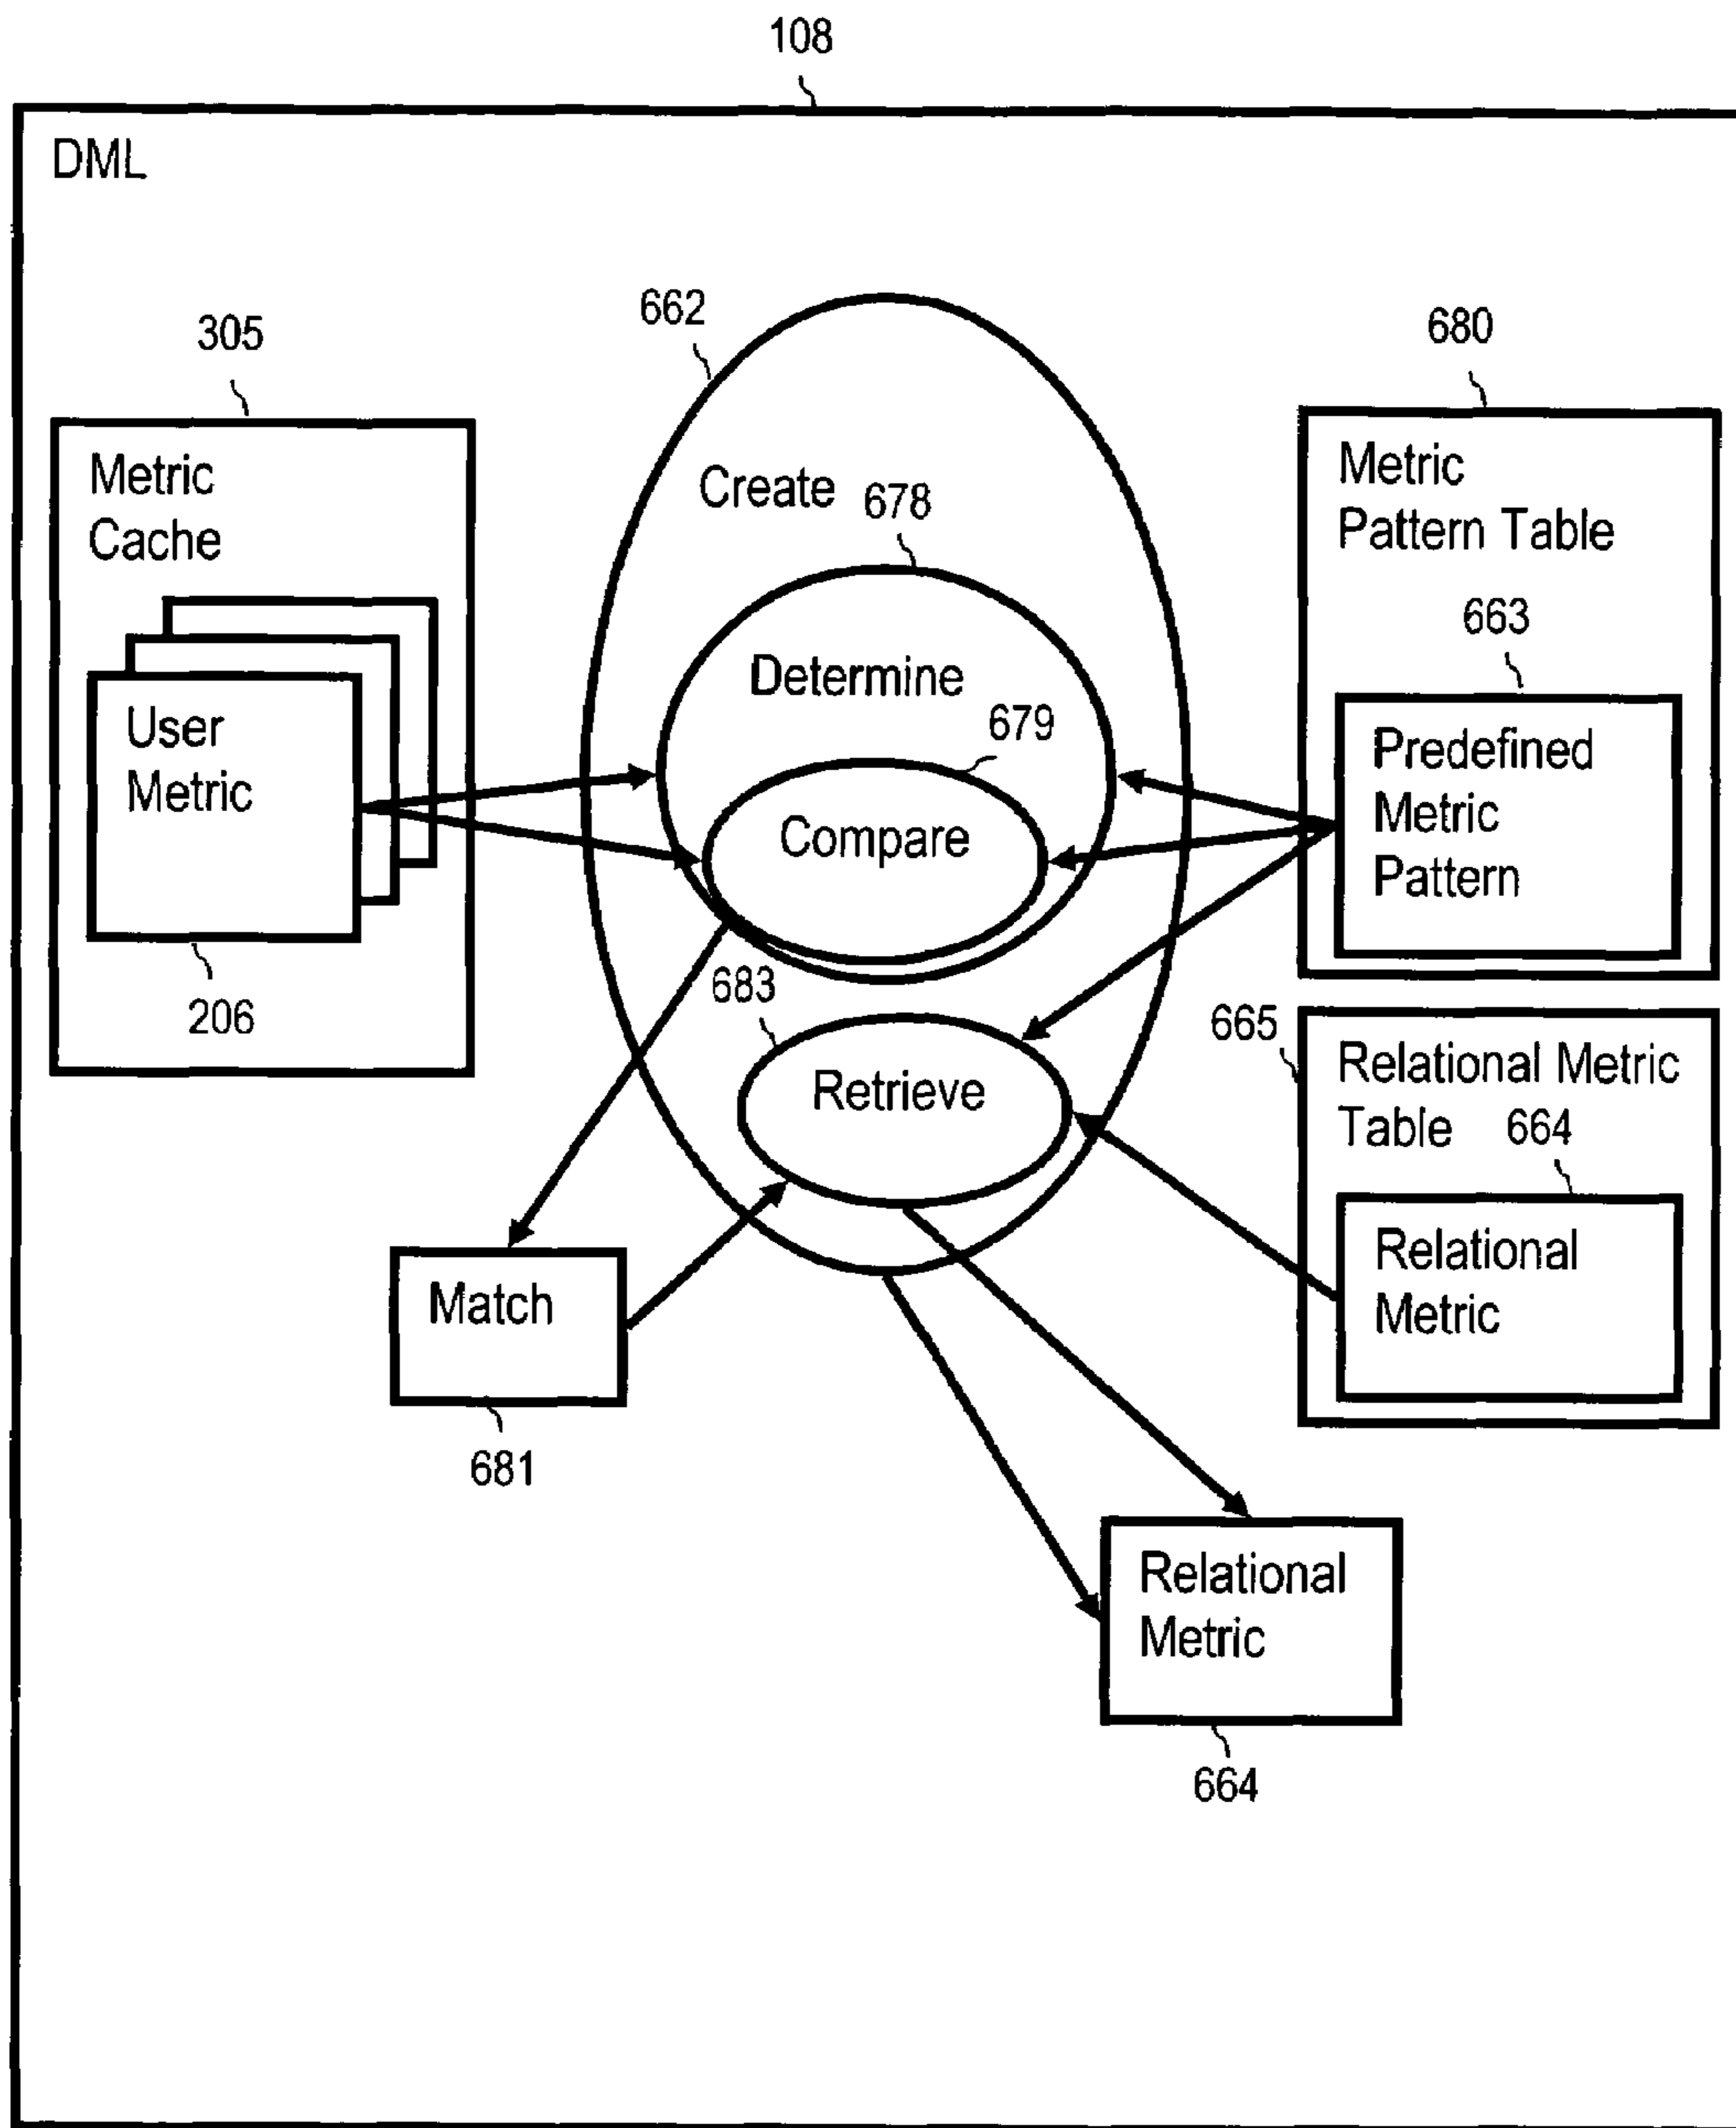 108
DML
662
305
680
Metric
Cache
Create
678
Metric
Pattern Table
663
Determine
679
User
Metric
Compare
Predefined
Metric
Pattern
206
683
665
Retrieve
Relational Metric
Table
664
Match
Relational
Metric
681
Relational
Metric
664